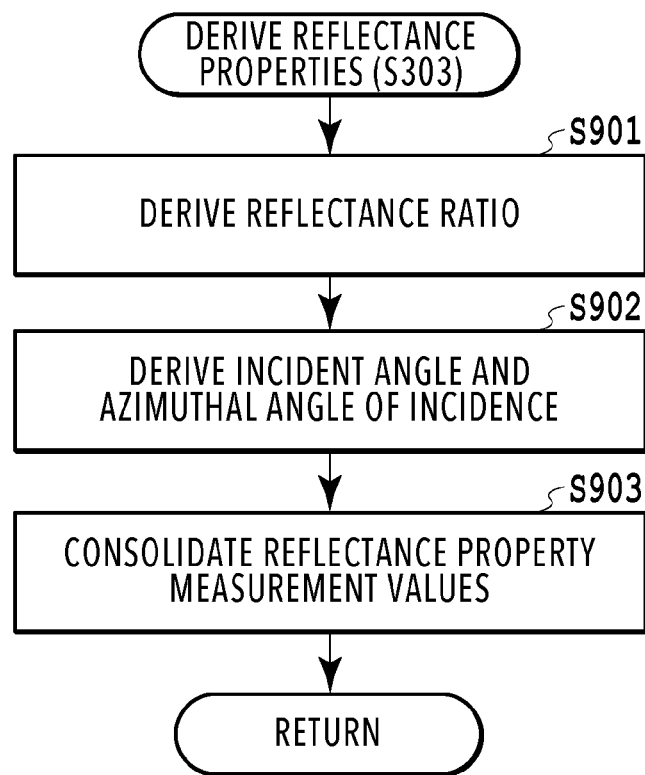 DERIVE REFLECTANCE
PROPERTIES (S303)
S901
DERIVE REFLECTANCE RATIO
S902
DERIVE INCIDENT ANGLE AND
AZIMUTHAL ANGLE OF INCIDENCE
S903
CONSOLIDATE REFLECTANCE PROPERTY
MEASUREMENT VALUES
RETURN